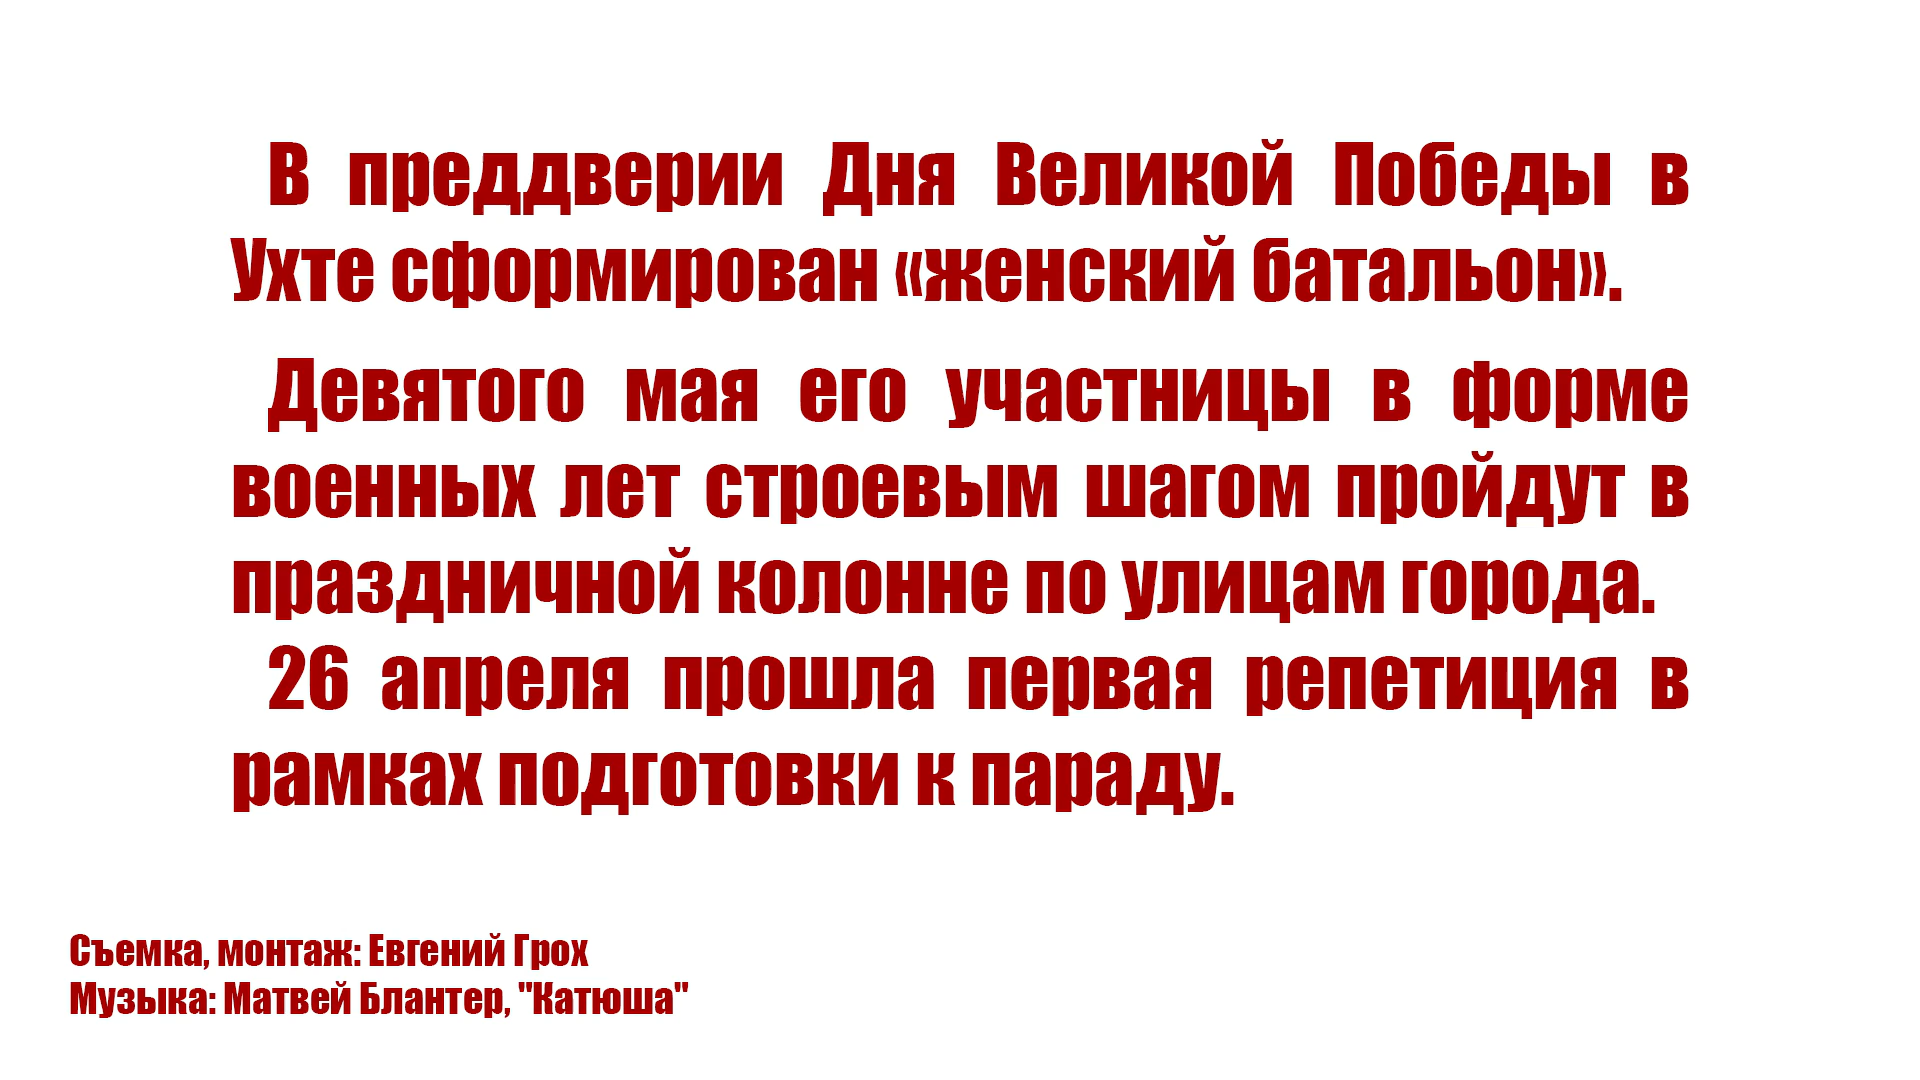 В преддверии Дня Великой Победы в
Ухте сформирован «женский батальон».
Девятого мая его участницы в форме
военных лет строевым шагом пройдут в
праздничной колонне по улицам города.
26 апреля прошла первая репетиция в
рамках подготовки к параду.
Съемка, монтаж: Евгений Грох
Музыка: Матвей Блантер, "Катюша"